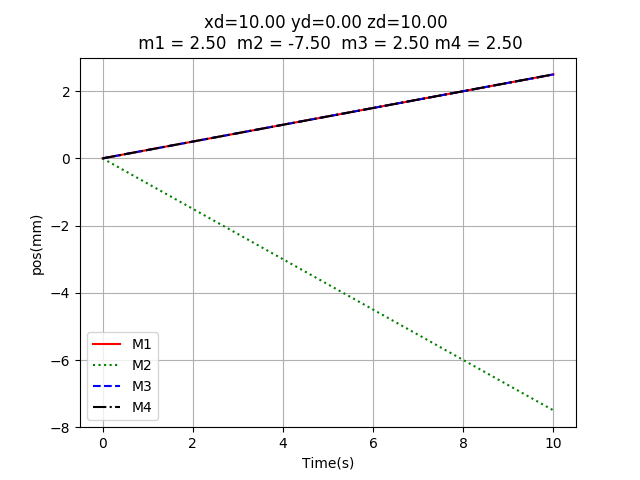 xd=10.00 yd=0.00 zd=10.00
m1 = 2.50  m2 = -7.50  m3 = 2.50 m4 = 2.50
2
0
−2
−4
−6
−8
pos(mm)
M1
M2
M3
M4
0 2 4 6 8 10
Time(s)